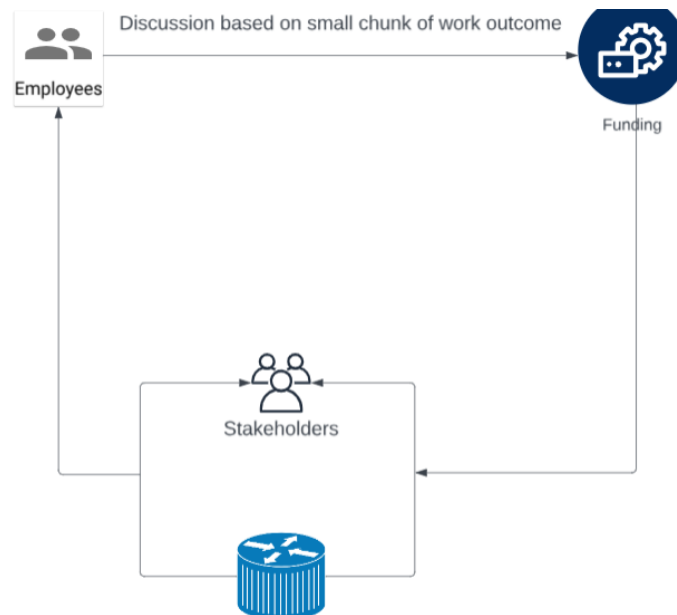 Discussion based on small chunk of work outcome
Employees
Funding
Stakeholders